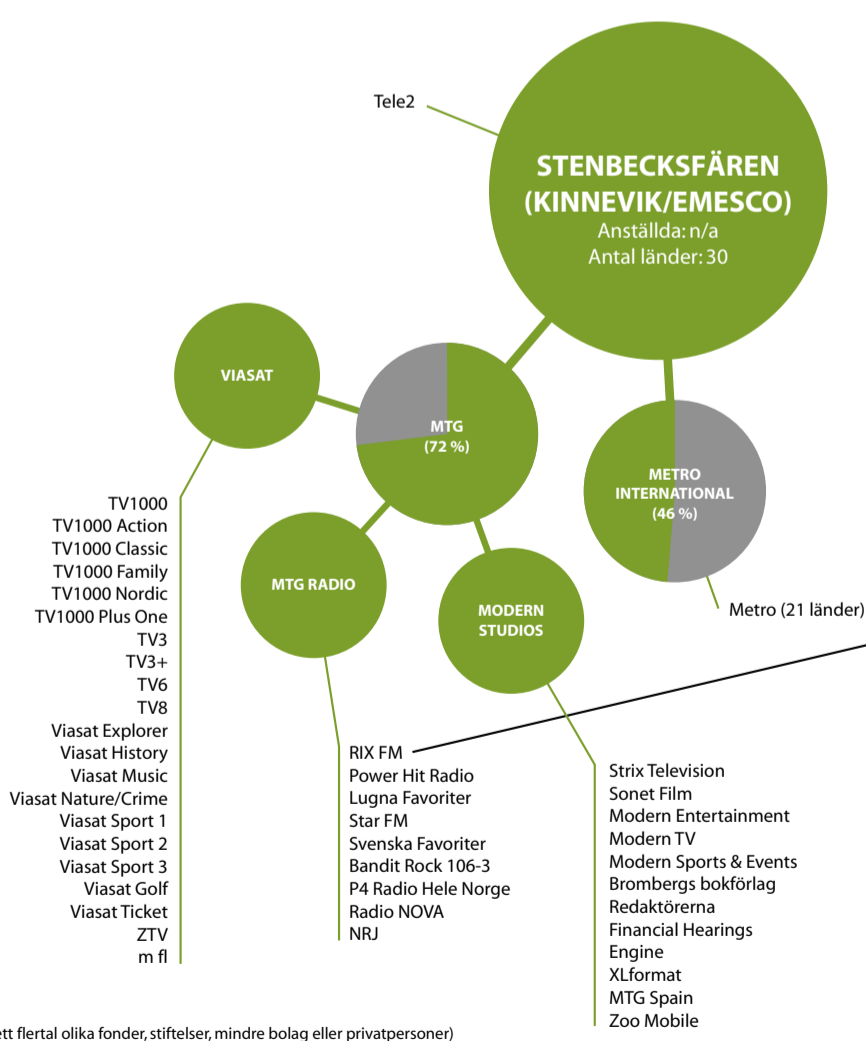 Tele2
STENBECKSFÄREN
(KINNEVIK/EMESCO)
Anställda: n/a
Antal länder: 30
VIASAT
MTG
(72 %)
METRO
INTERNATIONAL
(46 %)
MTG RADIO
MODERN
STUDIOS
Metro (21 länder)
TV1000
TV1000 Action
TV1000 Classic
TV1000 Family
TV1000 Nordic
TV1000 Plus One
TV3
TV3+
TV6
TV8
Viasat Explorer
Viasat History
Viasat Music
Viasat Nature/Crime
Viasat Sport 1
Viasat Sport 2
Viasat Sport 3
Viasat Golf
Viasat Ticket
ZTV
m fl
RIX FM
Power Hit Radio
Lugna Favoriter
Star FM
Svenska Favoriter
Bandit Rock 106-3
P4 Radio Hele Norge
Radio NOVA
NRJ
Strix Television
Sonet Film
Modern Entertainment
Modern TV
Modern Sports & Events
Brombergs bokförlag
Redaktörerna
Financial Hearings
Engine
XLformat
MTG Spain
Zoo Mobile
ett flertal olika fonder, stiftelser, mindre bolag eller privatpersoner)